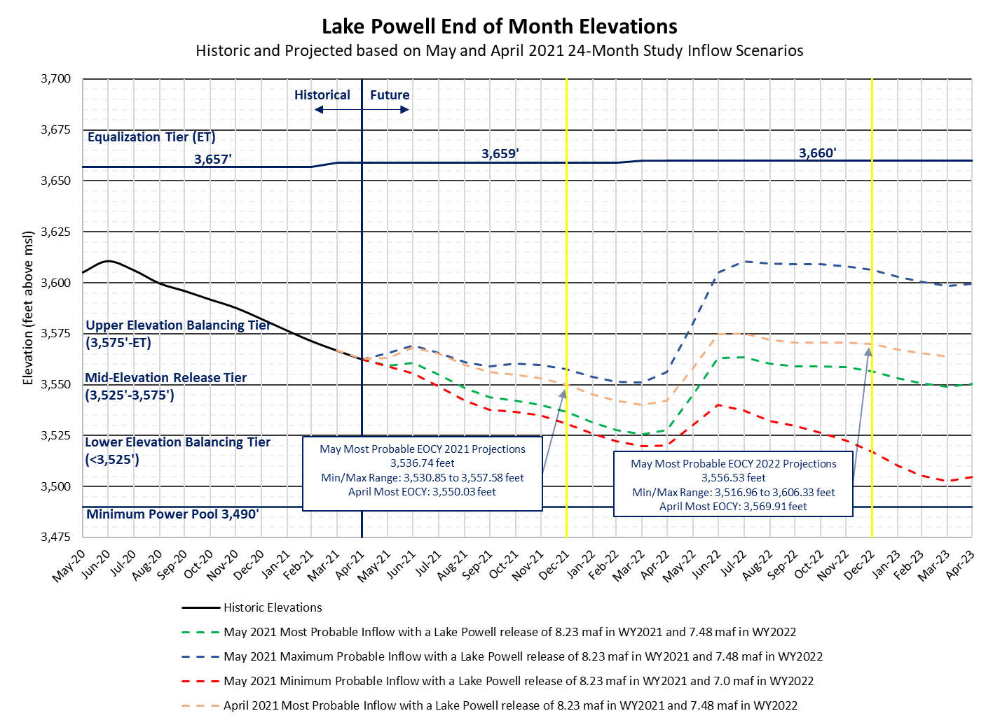 Lake Powell End of Month Elevations
Historic and Projected based on May and April 2021 24-Month Study Inflow Scenarios
Elevation (feet above msl)
3,700
3,675
3,650
3,625
3,600
3,575
3,550
3,525
3,500
3,475
Historical
Future
Equalization Tier (ET)
3,657'
3,659'
3,660'
Upper Elevation Balancing Tier
(3,575'-ET)
Mid-Elevation Release Tier
(3,525'-3,575')
Lower Elevation Balancing Tier
(<3,525')
Minimum Power Pool 3,490'
May Most Probable EOCY 2021 Projections
3,536.74 feet
Min/Max Range: 3,530.85 to 3,557.58 feet
April Most EOCY: 3,550.03 feet
May Most Probable EOCY 2022 Projections
3,556.53 feet
Min/Max Range: 3,516.96 to 3,606.33 feet
April Most EOCY: 3,569.91 feet
May-20
Jun-20
Jul-20
Aug-20
Sep-20
Oct-20
Nov-20
Dec-20
Jan-21
Feb-21
Mar-21
Apr-21
May-21
Jun-21
Jul-21
Aug-21
Sep-21
Oct-21
Nov-21
Dec-21
Jan-22
Feb-22
Mar-22
Apr-22
May-22
Jun-22
Jul-22
Aug-22
Sep-22
Oct-22
Nov-22
Dec-22
Jan-23
Feb-23
Mar-23
Apr-23
Historic Elevations
May 2021 Most Probable Inflow with a Lake Powell release of 8.23 maf in WY2021 and 7.48 maf in WY2022
May 2021 Maximum Probable Inflow with a Lake Powell release of 8.23 maf in WY2021 and 7.48 maf in WY2022
May 2021 Minimum Probable Inflow with a Lake Powell release of 8.23 maf in WY2021 and 7.0 maf in WY2022
April 2021 Most Probable Inflow with a Lake Powell release of 8.23 maf in WY2021 and 7.48 maf in WY2022